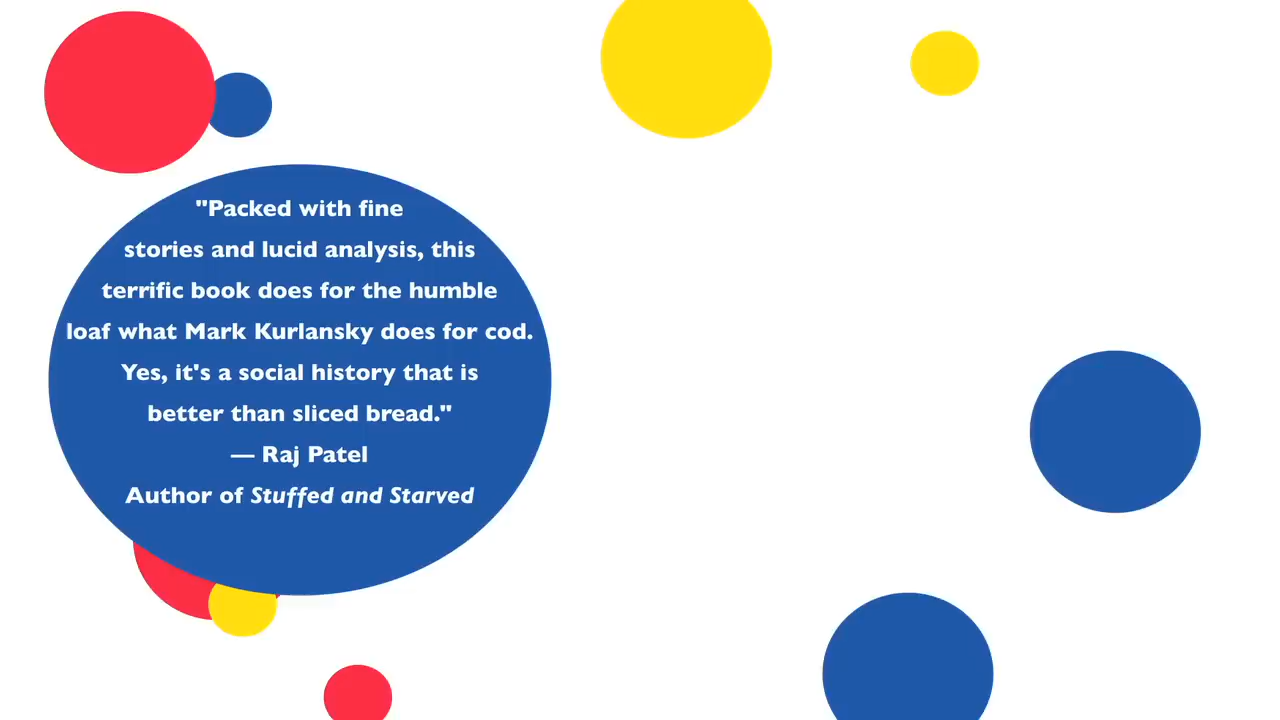 "Packed with fine
stories and lucid analysis, this
terrific book does for the humble
loaf what Mark Kurlansky does for cod.
Yes, it's a social history that is
better than sliced bread."
— Raj Patel
Author of Stuffed and Starved